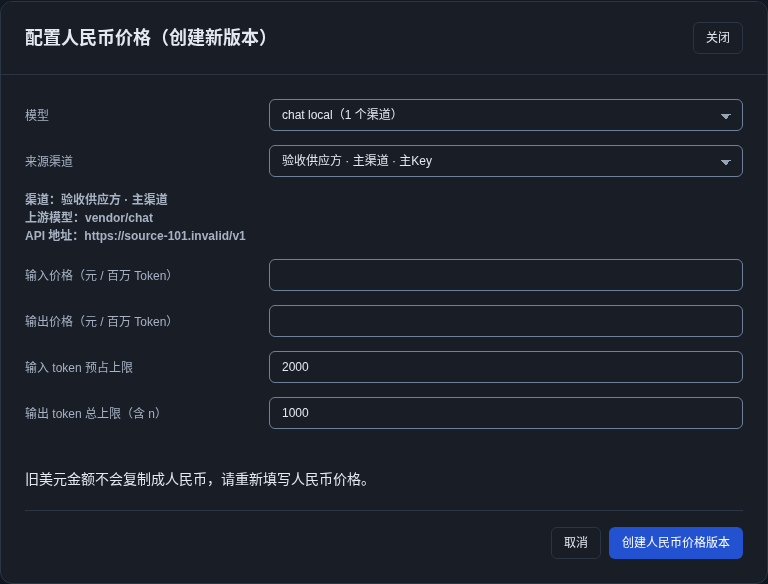 配置人民币价格（创建新版本）
关闭
模型
chat local（1 个渠道）
来源渠道
验收供应方 · 主渠道 · 主Key
渠道：验收供应方 · 主渠道
上游模型：vendor/chat
API 地址：https://source-101.invalid/v1
输入价格（元 / 百万 Token）
输出价格（元 / 百万 Token）
输入 token 预占上限
2000
输出 token 总上限（含 n）
1000
旧美元金额不会复制成人民币，请重新填写人民币价格。
取消
创建人民币价格版本